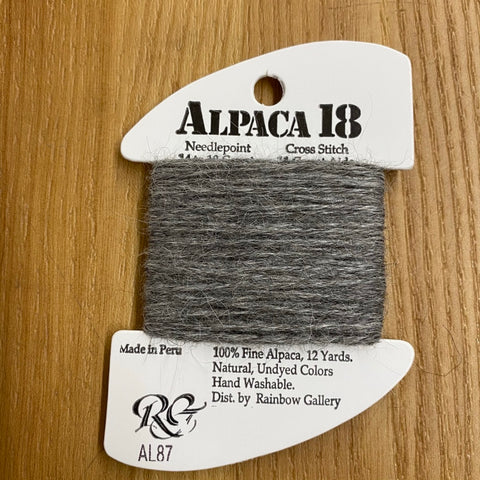 ALPACA 18
Needlepoint Cross Stitch
Made in Peru
100% Fine Alpaca, 12 Yards.
Natural, Undyed Colors
Hand Washable.
Dist. by Rainbow Gallery
RG
AL87